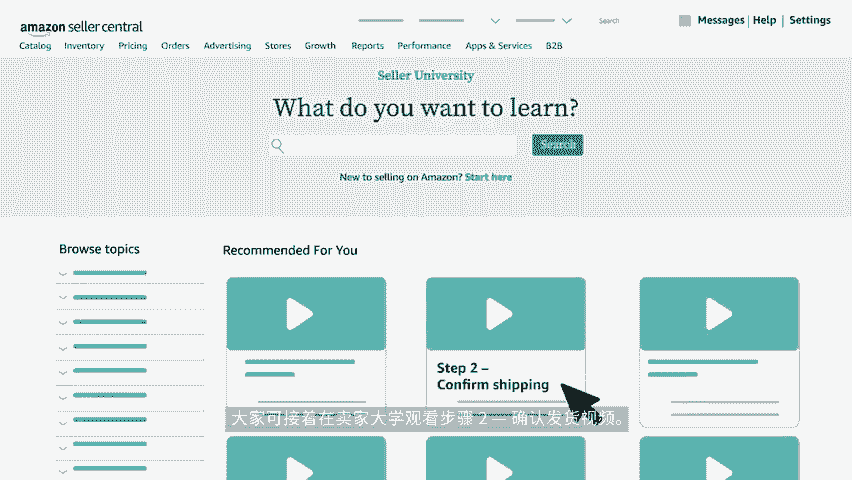 amazon seller central
Search
Messages | Help | Settings
Catalog Inventory Pricing Orders Advertising Stores Growth Reports Performance Apps & Services B2B
Seller University
What do you want to learn?
Search
New to selling on Amazon? Start here
Browse topics
Recommended For You
Step 2 –
Confirm shipping
大家可接着在卖家大学观看步骤 2 — 确认发货视频。